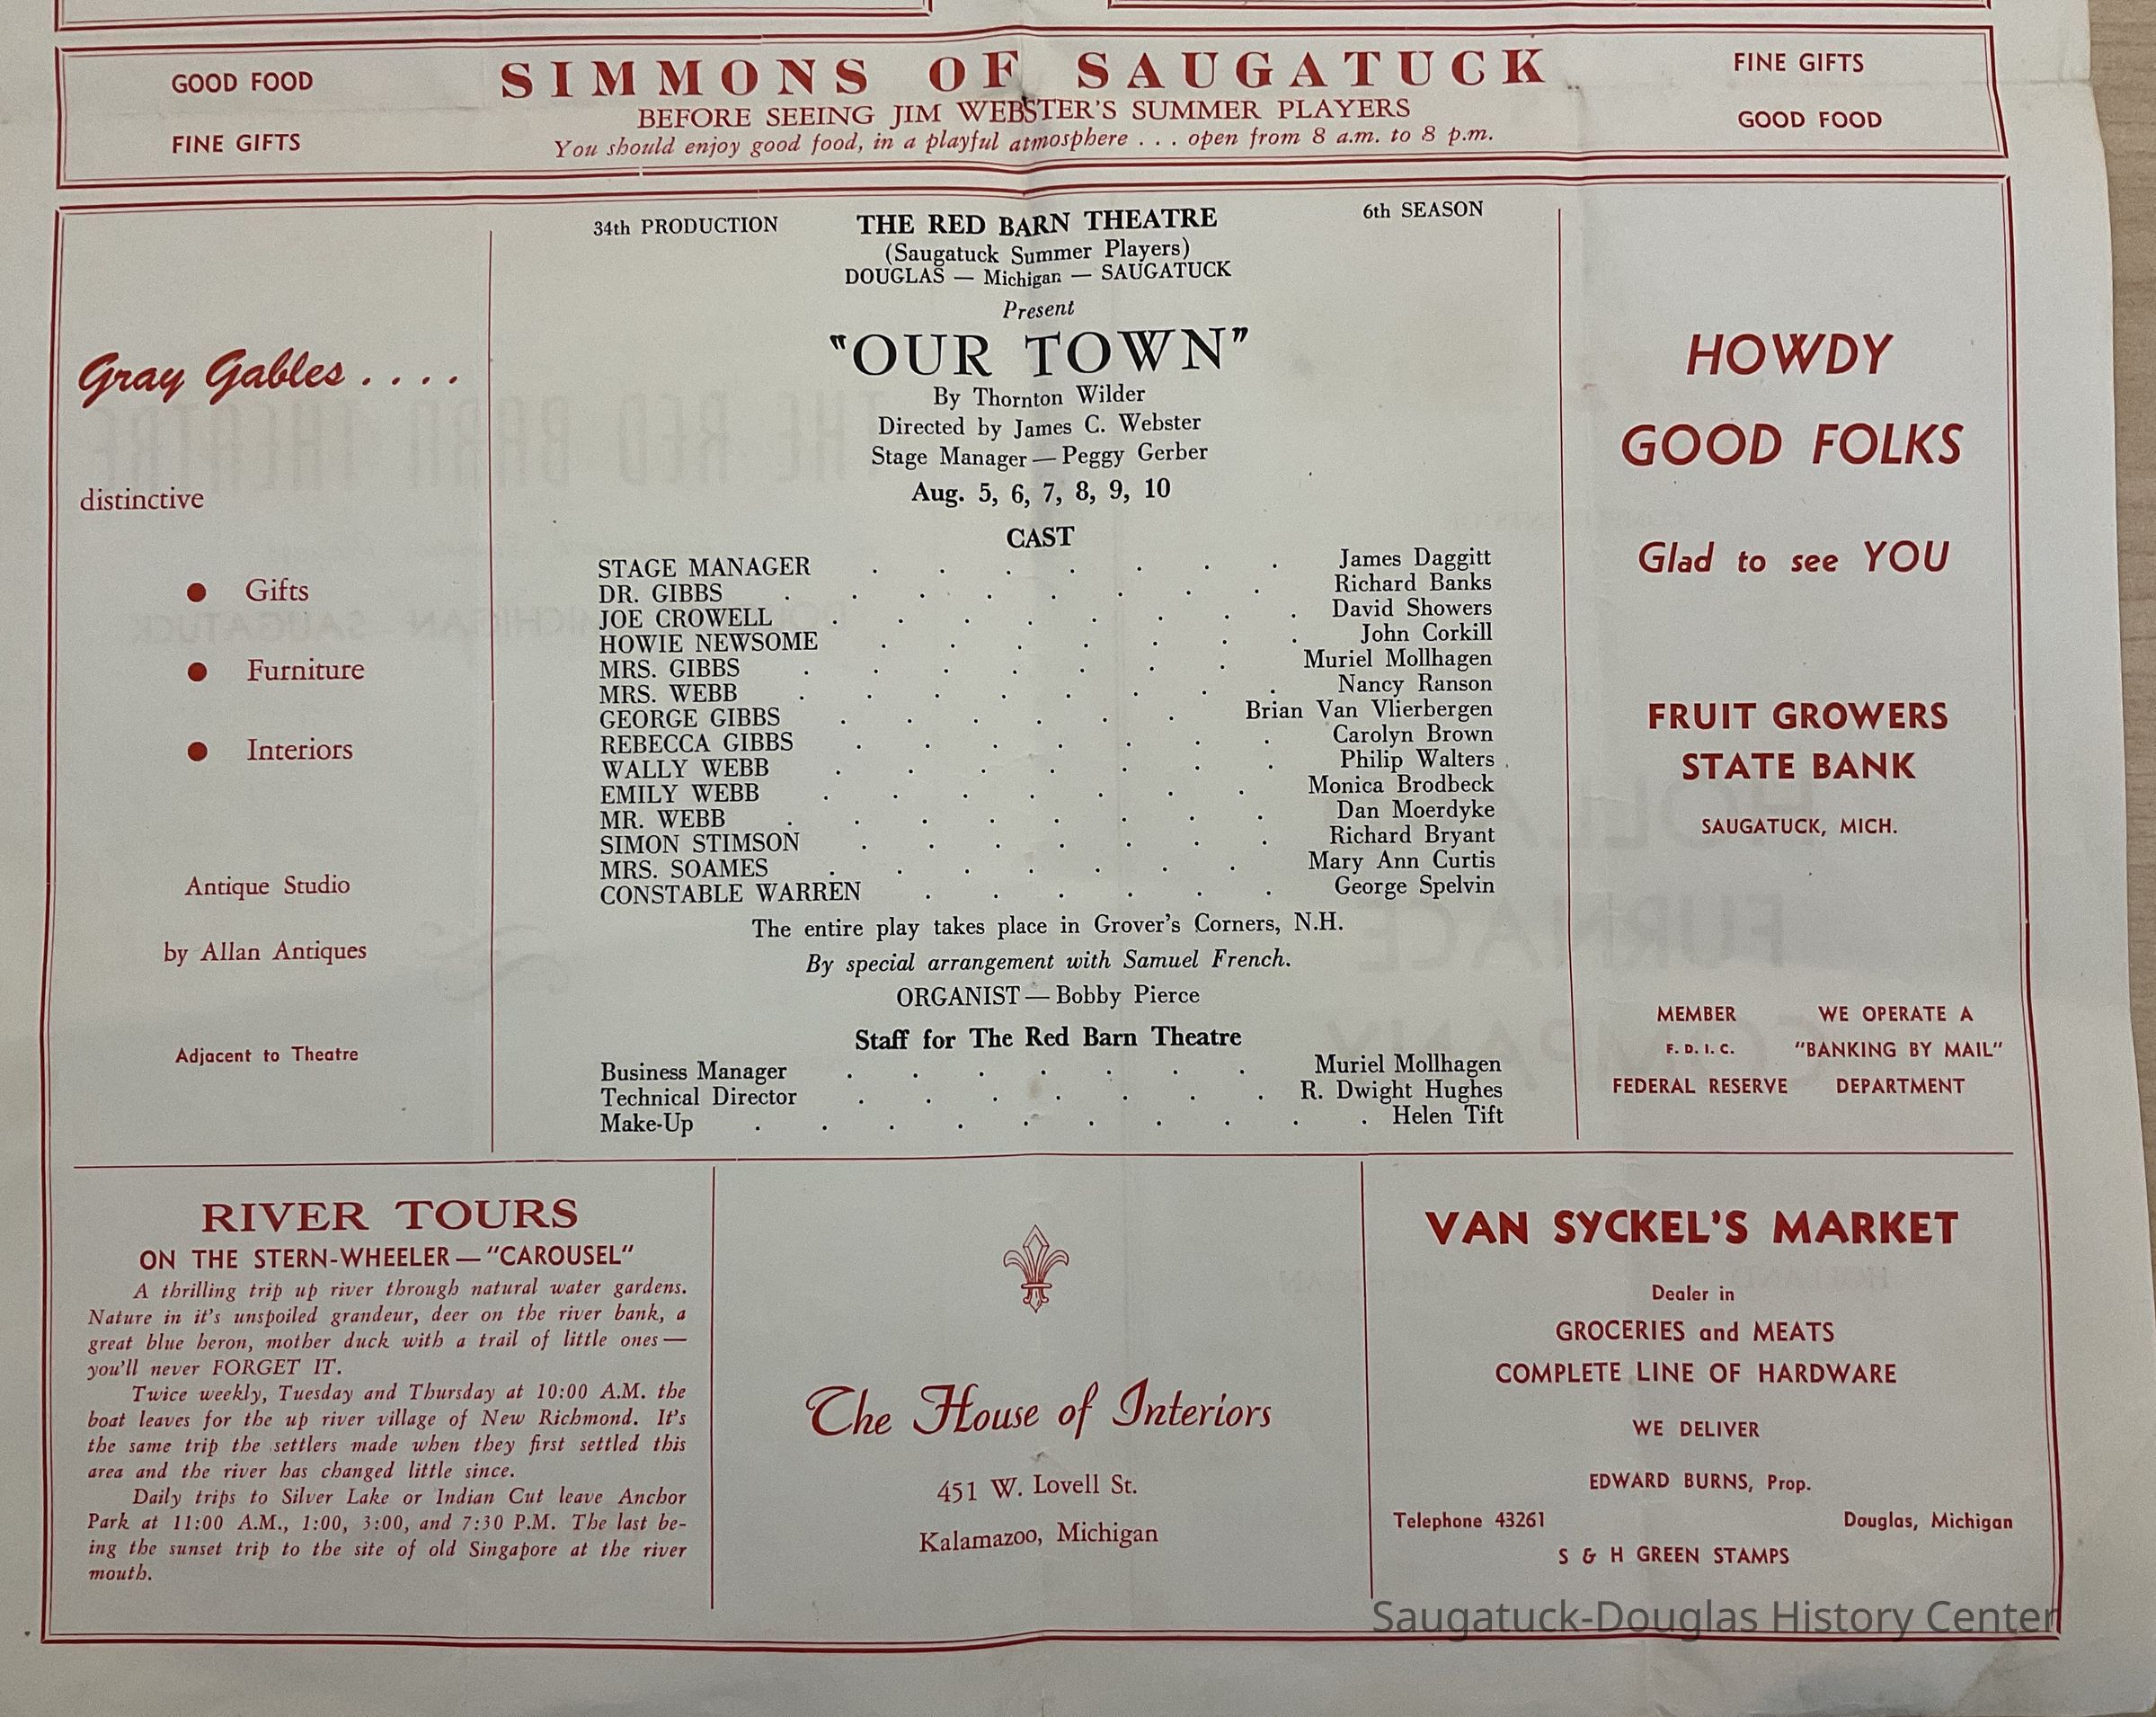 GOOD FOOD
FINE GIFTS
SIMMONS OF SAUGATUCK
BEFORE SEEING JIM WEBSTER'S SUMMER PLAYERS
You should enjoy good food, in a playful atmosphere . . . open from 8 a.m. to 8 p.m.
FINE GIFTS
GOOD FOOD
Gray Gables . . . .
distinctive
● Gifts
● Furniture
● Interiors
Antique Studio
by Allan Antiques
Adjacent to Theatre
34th PRODUCTION THE RED BARN THEATRE 6th SEASON
(Saugatuck Summer Players)
DOUGLAS — Michigan — SAUGATUCK
Present
"OUR TOWN"
By Thornton Wilder
Directed by James C. Webster
Stage Manager — Peggy Gerber
Aug. 5, 6, 7, 8, 9, 10
CAST
STAGE MANAGER . . . . . . . James Daggitt
DR. GIBBS . . . . . . . . Richard Banks
JOE CROWELL . . . . . . . . David Showers
HOWIE NEWSOME . . . . . . . John Corkill
MRS. GIBBS . . . . . . . Muriel Mollhagen
MRS. WEBB . . . . . . . . Nancy Ranson
GEORGE GIBBS . . . . . . Brian Van Vlierbergen
REBECCA GIBBS . . . . . . . Carolyn Brown
WALLY WEBB . . . . . . . Philip Walters
EMILY WEBB . . . . . . . Monica Brodbeck
MR. WEBB . . . . . . . . Dan Moerdyke
SIMON STIMSON . . . . . . . Richard Bryant
MRS. SOAMES . . . . . . . Mary Ann Curtis
CONSTABLE WARREN . . . . . . George Spelvin
The entire play takes place in Grover's Corners, N.H.
By special arrangement with Samuel French.
ORGANIST — Bobby Pierce
Staff for The Red Barn Theatre
Business Manager . . . . . . . Muriel Mollhagen
Technical Director . . . . . . . R. Dwight Hughes
Make-Up . . . . . . . . . . Helen Tift
HOWDY
GOOD FOLKS
Glad to see YOU
FRUIT GROWERS
STATE BANK
SAUGATUCK, MICH.
MEMBER
F. D. I. C.
FEDERAL RESERVE
WE OPERATE A
"BANKING BY MAIL"
DEPARTMENT
RIVER TOURS
ON THE STERN-WHEELER — "CAROUSEL"
A thrilling trip up river through natural water gardens.
Nature in it's unspoiled grandeur, deer on the river bank, a
great blue heron, mother duck with a trail of little ones —
you'll never FORGET IT.
Twice weekly, Tuesday and Thursday at 10:00 A.M. the
boat leaves for the up river village of New Richmond. It's
the same trip the settlers made when they first settled this
area and the river has changed little since.
Daily trips to Silver Lake or Indian Cut leave Anchor
Park at 11:00 A.M., 1:00, 3:00, and 7:30 P.M. The last be-
ing the sunset trip to the site of old Singapore at the river
mouth.
The House of Interiors
451 W. Lovell St.
Kalamazoo, Michigan
VAN SYCKEL'S MARKET
Dealer in
GROCERIES and MEATS
COMPLETE LINE OF HARDWARE
WE DELIVER
EDWARD BURNS, Prop.
Telephone 43261 Douglas, Michigan
S & H GREEN STAMPS
Saugatuck-Douglas History Center